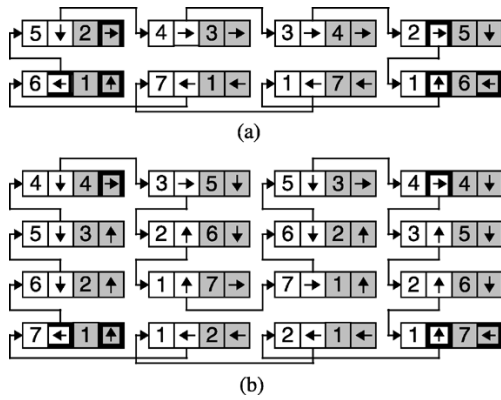 5 ↓ 2 → 4 → 3 → 3 → 4 → 2 → 5 ↓
6 ← 1 ↑ 7 ← 1 ← 1 ← 7 ← 1 ↑ 6 ←
(a)
4 ↓ 4 → 3 → 5 ↓ 5 ↓ 3 → 4 → 4 ↓
5 ↓ 3 ↑ 2 ↑ 6 ↓ 6 ↓ 2 ↑ 3 ↑ 5 ↓
6 ↓ 2 ↑ 1 ↑ 7 → 7 → 1 ↑ 2 ↑ 6 ↓
7 ← 1 ↑ 1 ← 2 ← 2 ← 1 ← 1 ↑ 7 ←
(b)